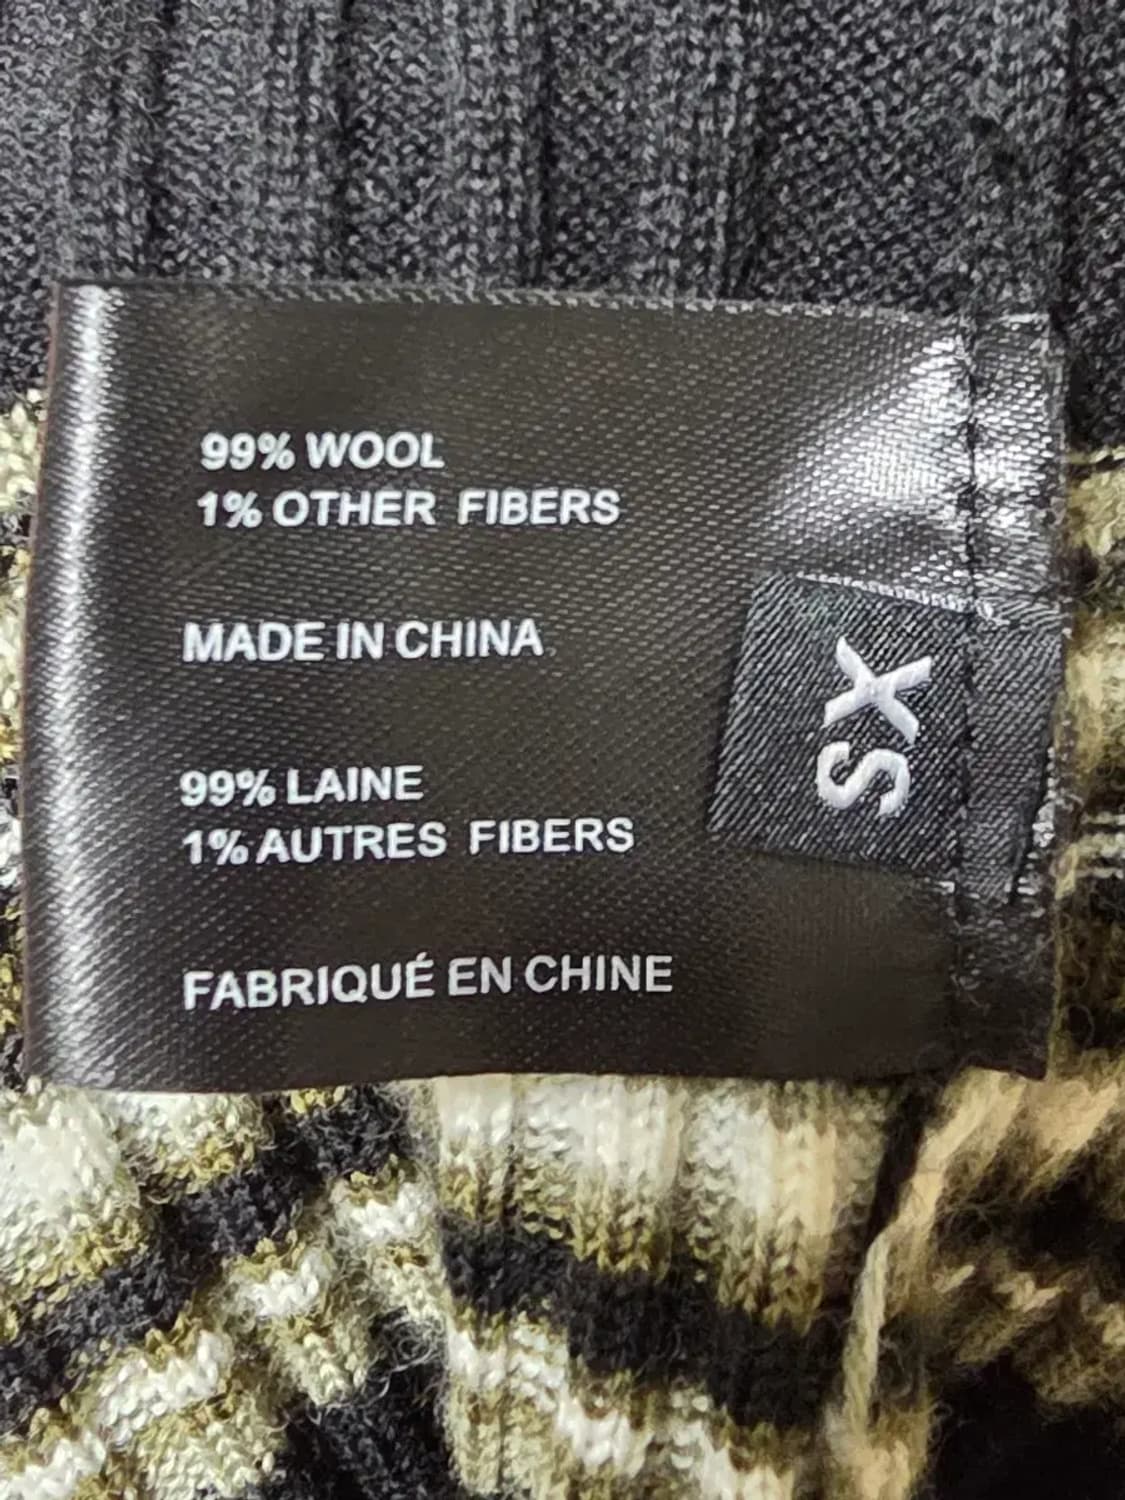 99% WOOL
1% OTHER FIBERS
MADE IN CHINA
XS
99% LAINE
1% AUTRES FIBERS
FABRIQUÉ EN CHINE